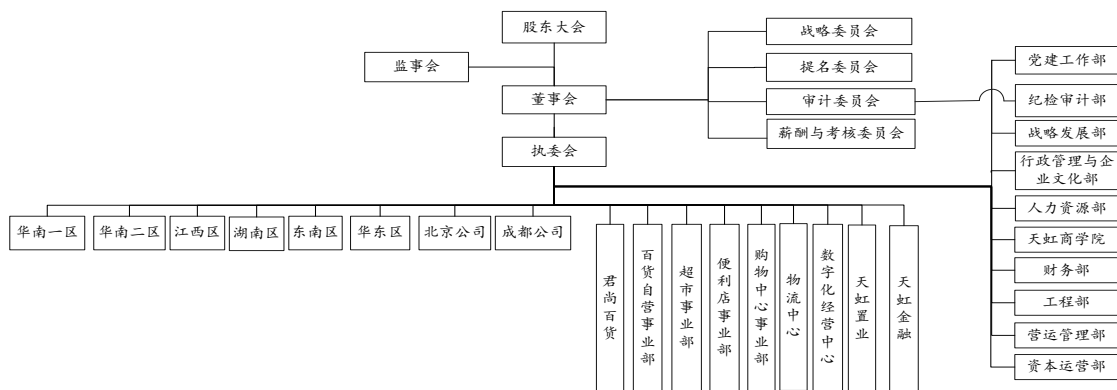 股东大会
战略委员会
监事会
提名委员会
党建工作部
董事会
审计委员会
纪检审计部
薪酬与考核委员会
战略发展部
执委会
行政管理与企
业文化部
人力资源部
天虹商学院
财务部
工程部
营运管理部
资本运营部
华南一区
华南二区
江西区
湖南区
东南区
华东区
北京公司
成都公司
君尚百货
百货自营事业部
超市事业部
便利店事业部
购物中心事业部
物流中心
数字化经营中心
天虹置业
天虹金融